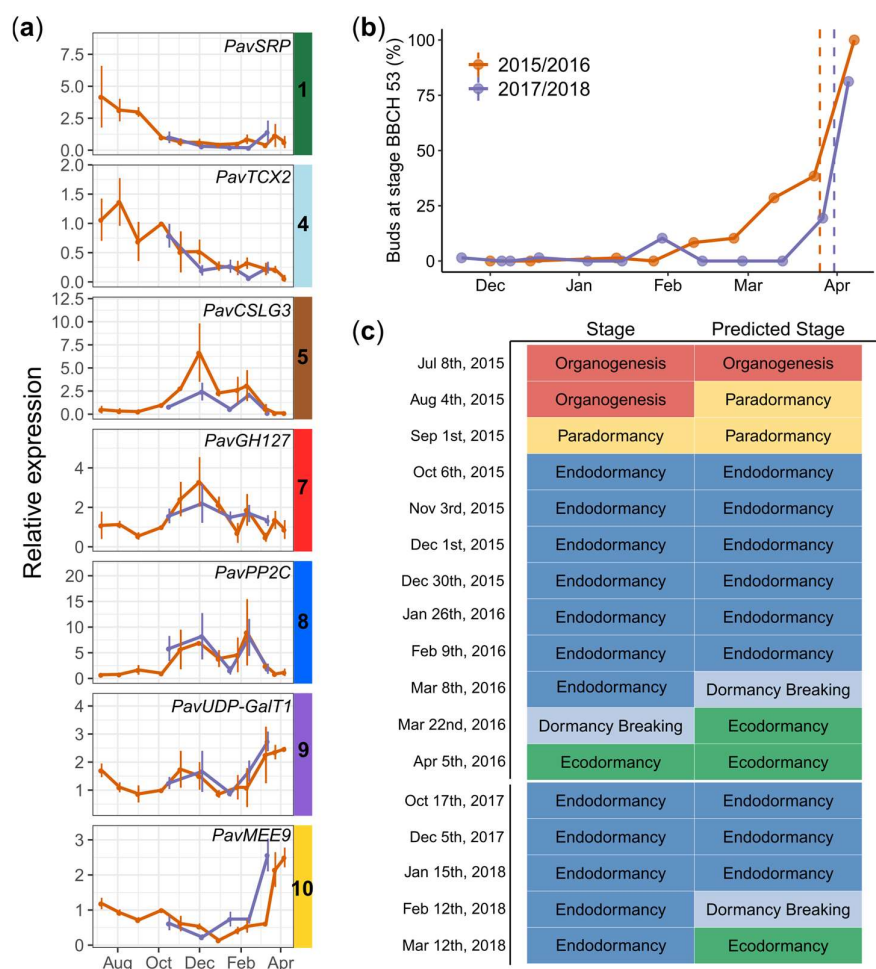 (a)
Relative expression
PavSRP
7.5
5.0
2.5
0.0
1
PavTCX2
2.0
1.5
1.0
0.5
0.0
4
PavCSLG3
12.5
10.0
7.5
5.0
2.5
0.0
5
PavGH127
4
2
0
7
PavPP2C
20
15
10
5
0
8
PavUDP-GalT1
4
3
2
1
9
PavMEE9
3
2
1
0
10
Aug Oct Dec Feb Apr
(b)
Buds at stage BBCH 53 (%)
100
75
50
25
0
2015/2016
2017/2018
Dec Jan Feb Mar Apr
(c)
Stage Predicted Stage
Jul 8th, 2015 Organogenesis Organogenesis
Aug 4th, 2015 Organogenesis Paradormancy
Sep 1st, 2015 Paradormancy Paradormancy
Oct 6th, 2015 Endodormancy Endodormancy
Nov 3rd, 2015 Endodormancy Endodormancy
Dec 1st, 2015 Endodormancy Endodormancy
Dec 30th, 2015 Endodormancy Endodormancy
Jan 26th, 2016 Endodormancy Endodormancy
Feb 9th, 2016 Endodormancy Endodormancy
Mar 8th, 2016 Endodormancy Dormancy Breaking
Mar 22nd, 2016 Dormancy Breaking Ecodormancy
Apr 5th, 2016 Ecodormancy Ecodormancy
Oct 17th, 2017 Endodormancy Endodormancy
Dec 5th, 2017 Endodormancy Endodormancy
Jan 15th, 2018 Endodormancy Endodormancy
Feb 12th, 2018 Endodormancy Dormancy Breaking
Mar 12th, 2018 Endodormancy Ecodormancy